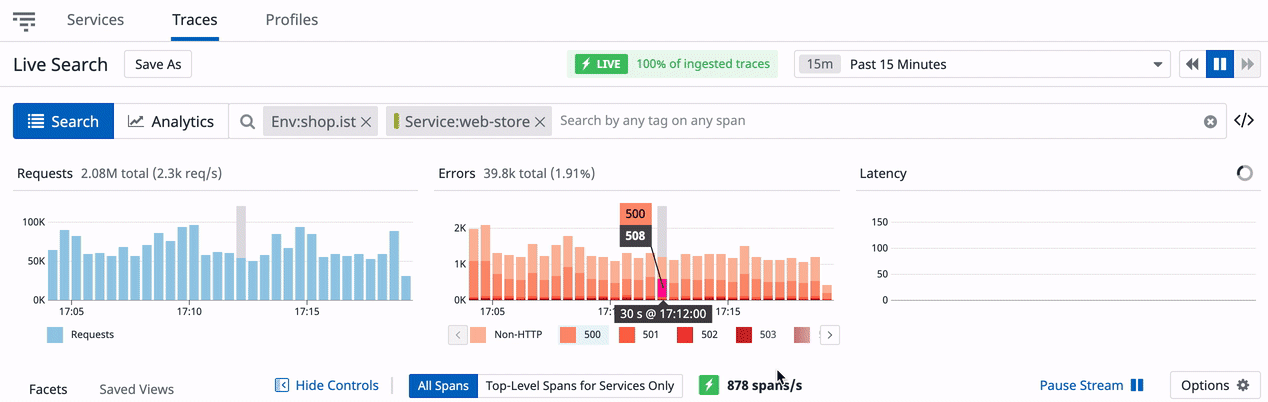 Services Traces Profiles
Live Search Save As LIVE 100% of ingested traces 15m Past 15 Minutes
Search Analytics Env:shop.ist Service:web-store Search by any tag on any span </>
Requests 2.08M total (2.3k req/s)
100K
50K
0K
17:05 17:10 17:15
Requests
Errors 39.8k total (1.91%)
2K
1K
0K
500
508
17:05 17:15
30 s @ 17:12:00
Non-HTTP 500 501 502 503
Latency
150
100
50
0
Facets Saved Views Hide Controls All Spans Top-Level Spans for Services Only 878 spans/s Pause Stream Options